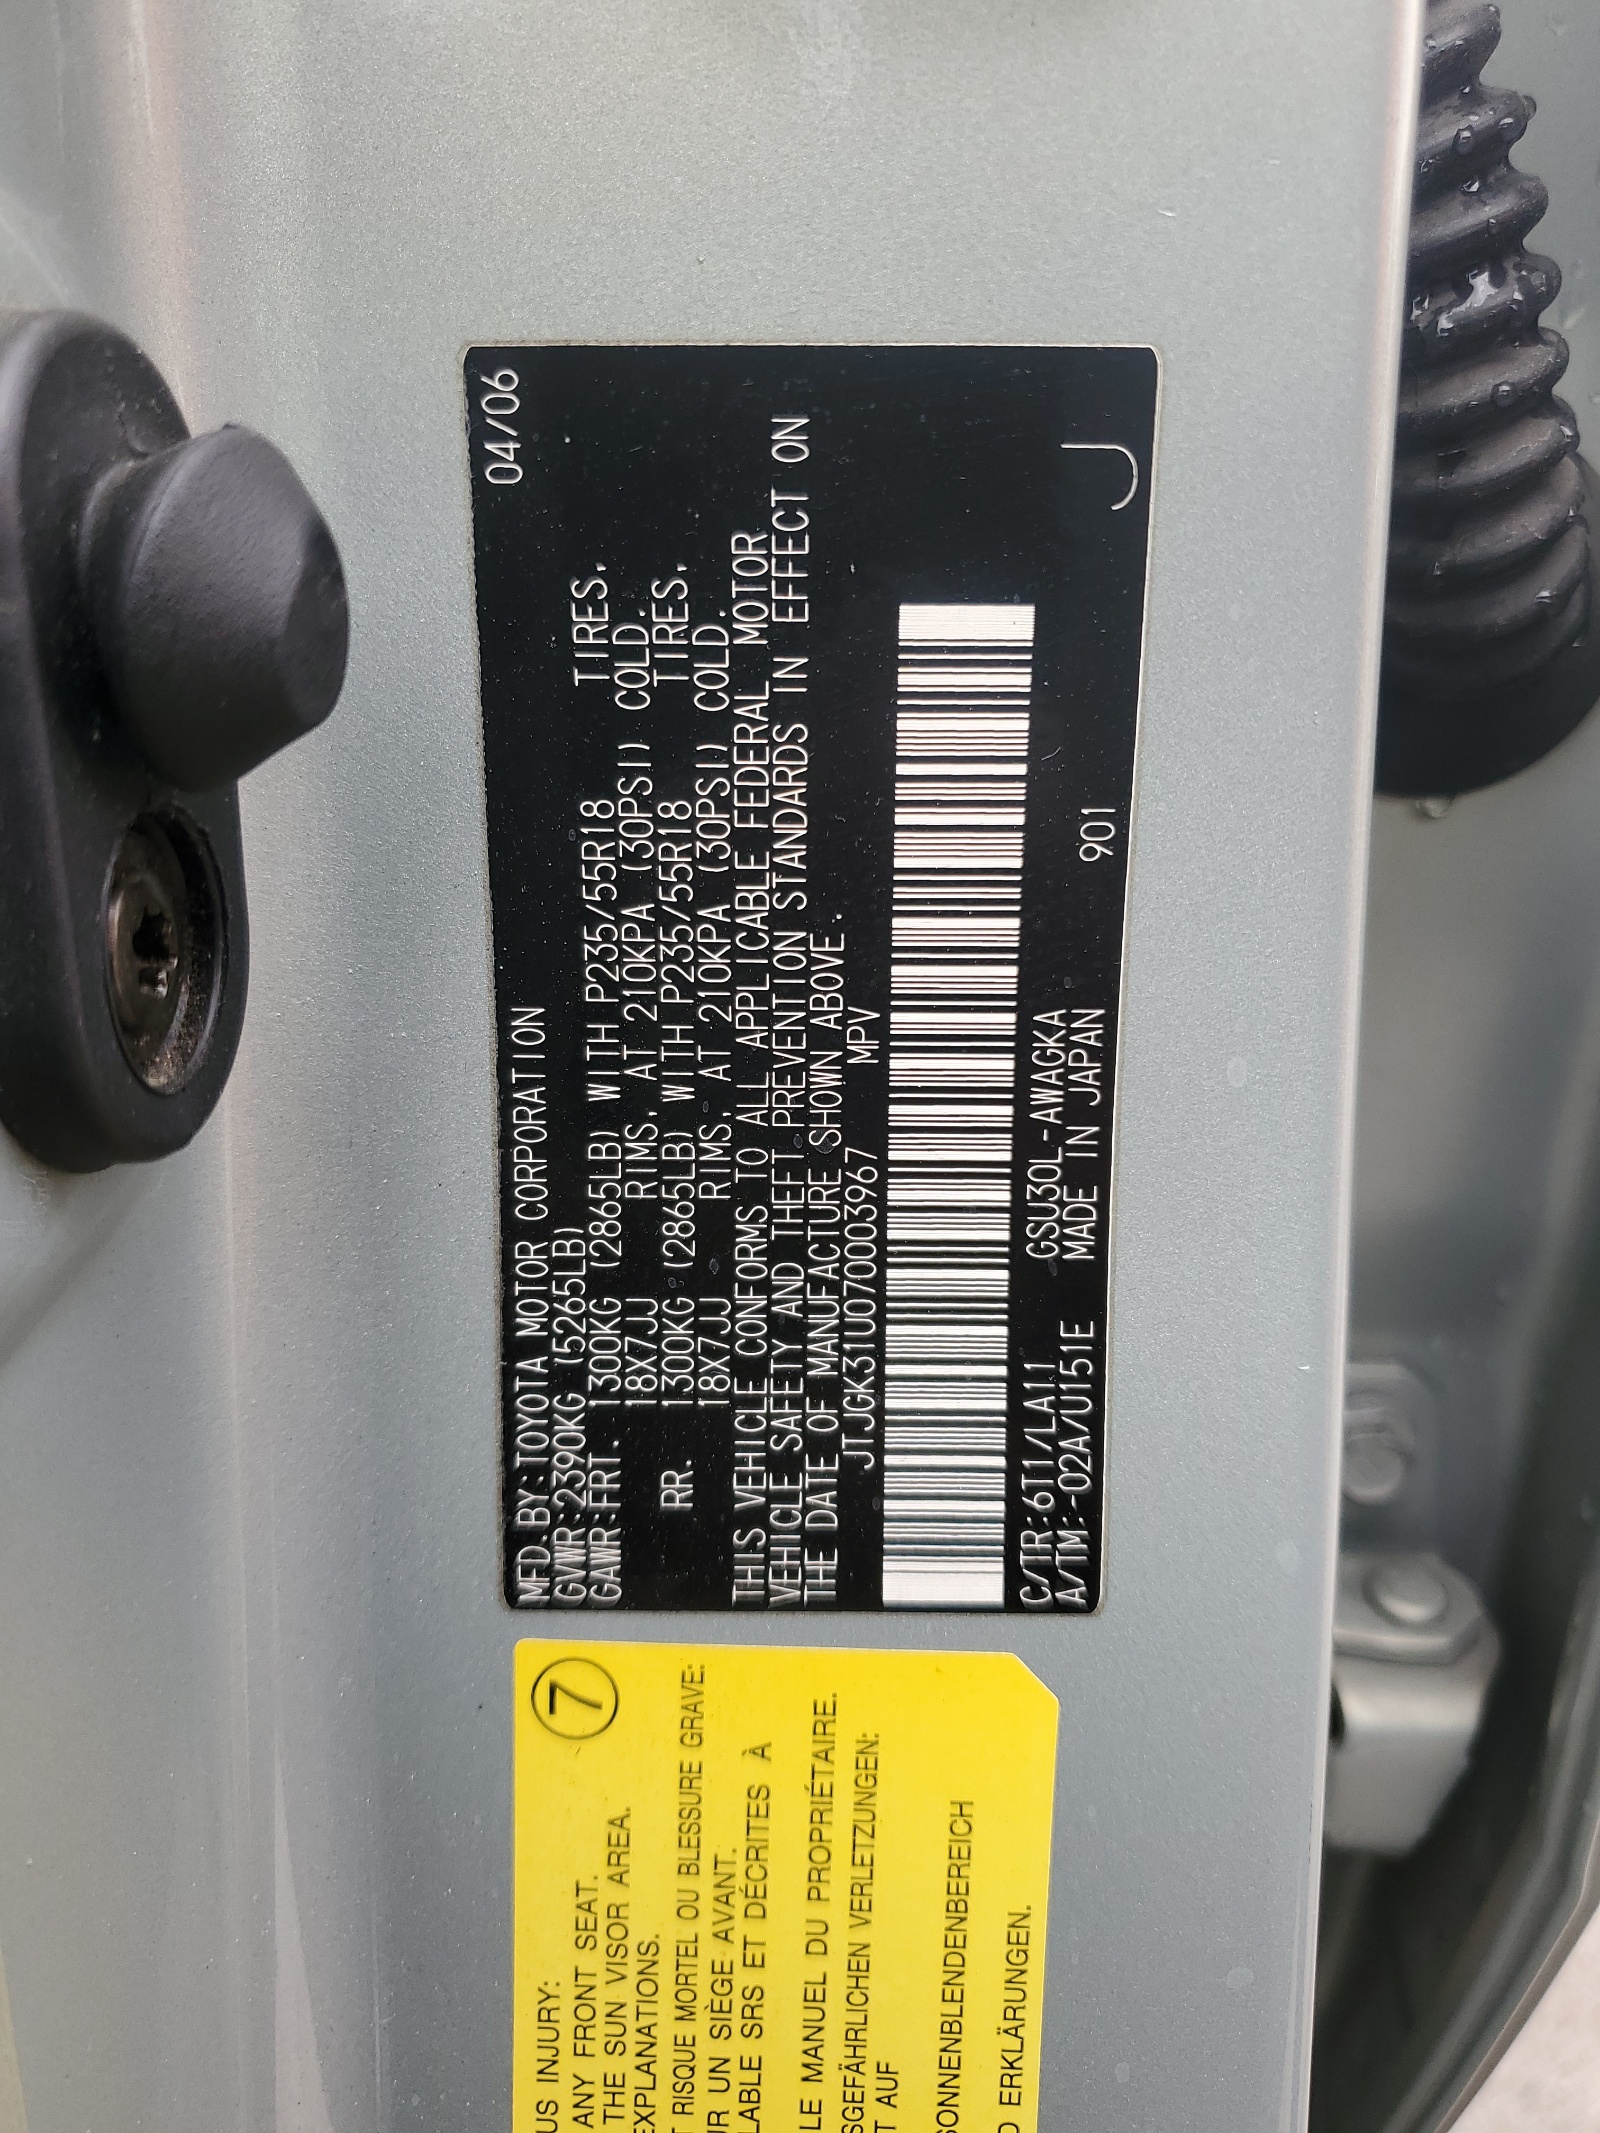 04/06
MFD.BY:TOYOTA MOTOR CORPORATION
GVWR:2390KG (5265LB)
GAWR:FRT. 1300KG (2865LB) WITH P235/55R18 TIRES,
18X7JJ RIMS, AT 210KPA (30PSI) COLD.
RR. 1300KG (2865LB) WITH P235/55R18 TIRES,
18X7JJ RIMS, AT 210KPA (30PSI) COLD.
THIS VEHICLE CONFORMS TO ALL APPLICABLE FEDERAL MOTOR
VEHICLE SAFETY AND THEFT PREVENTION STANDARDS IN EFFECT ON
THE DATE OF MANUFACTURE SHOWN ABOVE.
JTJGK31U070003967 MPV
C/TR:6T1/LA11 GSU30L-AWAGKA
A/TM:-02A/U151E MADE IN JAPAN 901
J
7
US INJURY:
ANY FRONT SEAT.
THE SUN VISOR AREA.
EXPLANATIONS.
T RISQUE MORTEL OU BLESSURE GRAVE:
UR UN SIÈGE AVANT.
LABLE SRS ET DÉCRITES À
LE MANUEL DU PROPRIÉTAIRE.
SGEFÄHRLICHEN VERLETZUNGEN:
T AUF
SONNENBLENDENBEREICH
D ERKLÄRUNGEN.